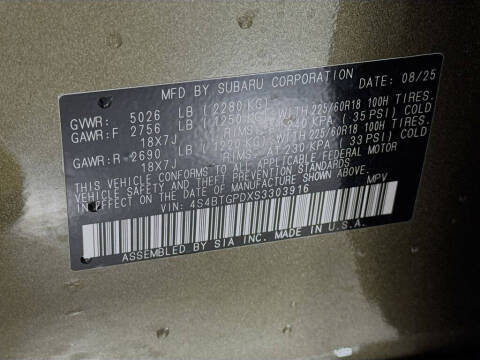 MFD BY SUBARU CORPORATION DATE: 08/25
GVWR: 5026 LB (2280 KG)
GAWR: F 2756 LB (1250 KG) WITH 225/60R18 100H TIRES.
18X7J RIMS AT 240 KPA ( 35 PSI) COLD
GAWR: R 2690 LB (1220 KG) WITH 225/60R18 100H TIRES.
18X7J RIMS AT 230 KPA ( 33 PSI) COLD
THIS VEHICLE CONFORMS TO ALL APPLICABLE FEDERAL MOTOR
VEHICLE SAFETY AND THEFT PREVENTION STANDARDS IN EFFECT
ON THE DATE OF MANUFACTURE SHOWN ABOVE.
VIN: 4S4BTGPDXS3303916 MPV
ASSEMBLED BY SIA INC. MADE IN U.S.A.